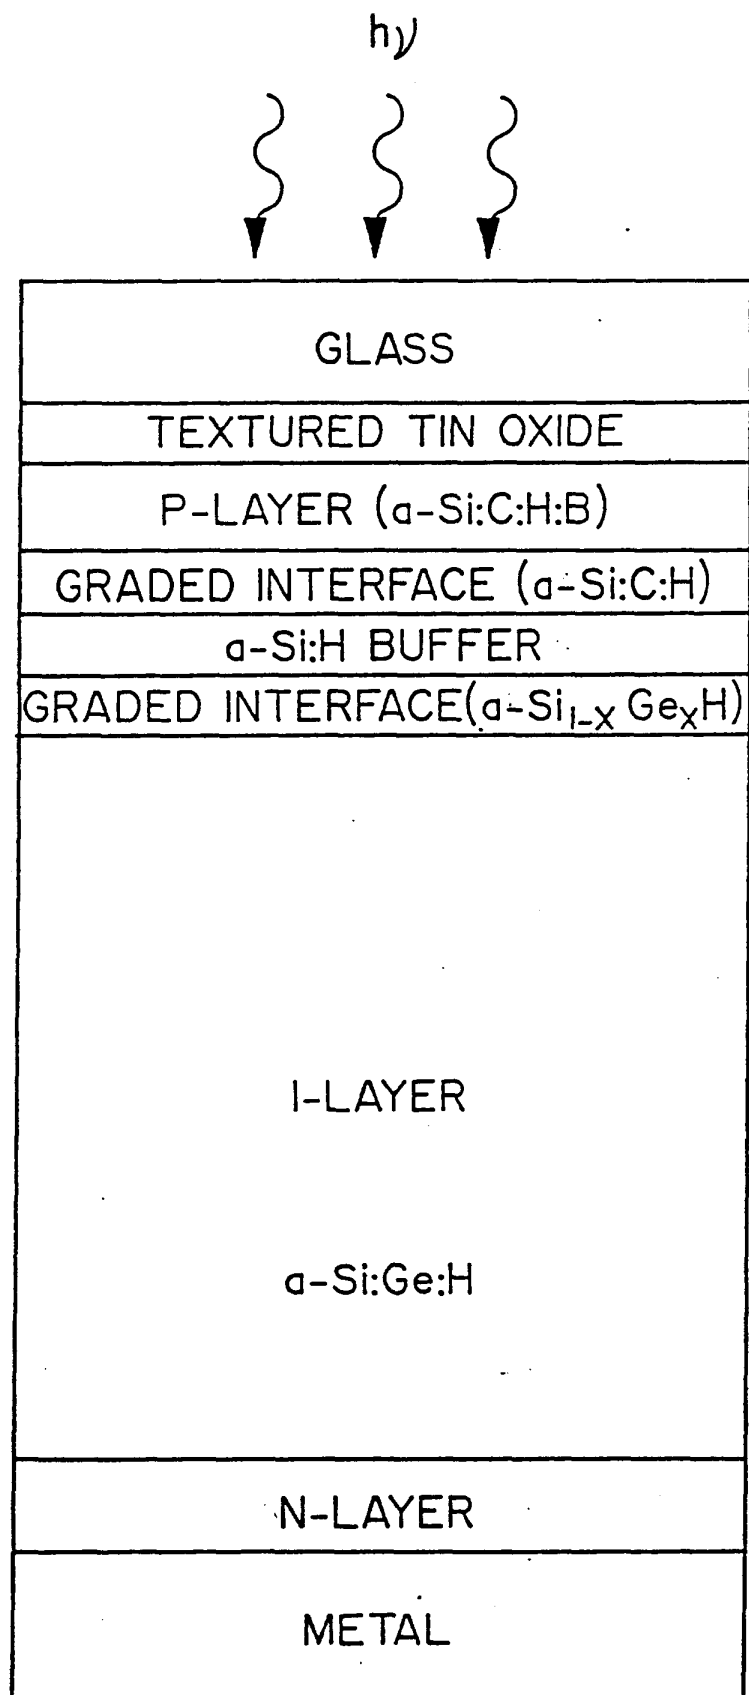 hν
GLASS
TEXTURED TIN OXIDE
P-LAYER (a-Si:C:H:B)
GRADED INTERFACE (a-Si:C:H)
a-Si:H BUFFER
GRADED INTERFACE(a-Si₁₋ₓ GeₓH)
I-LAYER
a-Si:Ge:H
N-LAYER
METAL